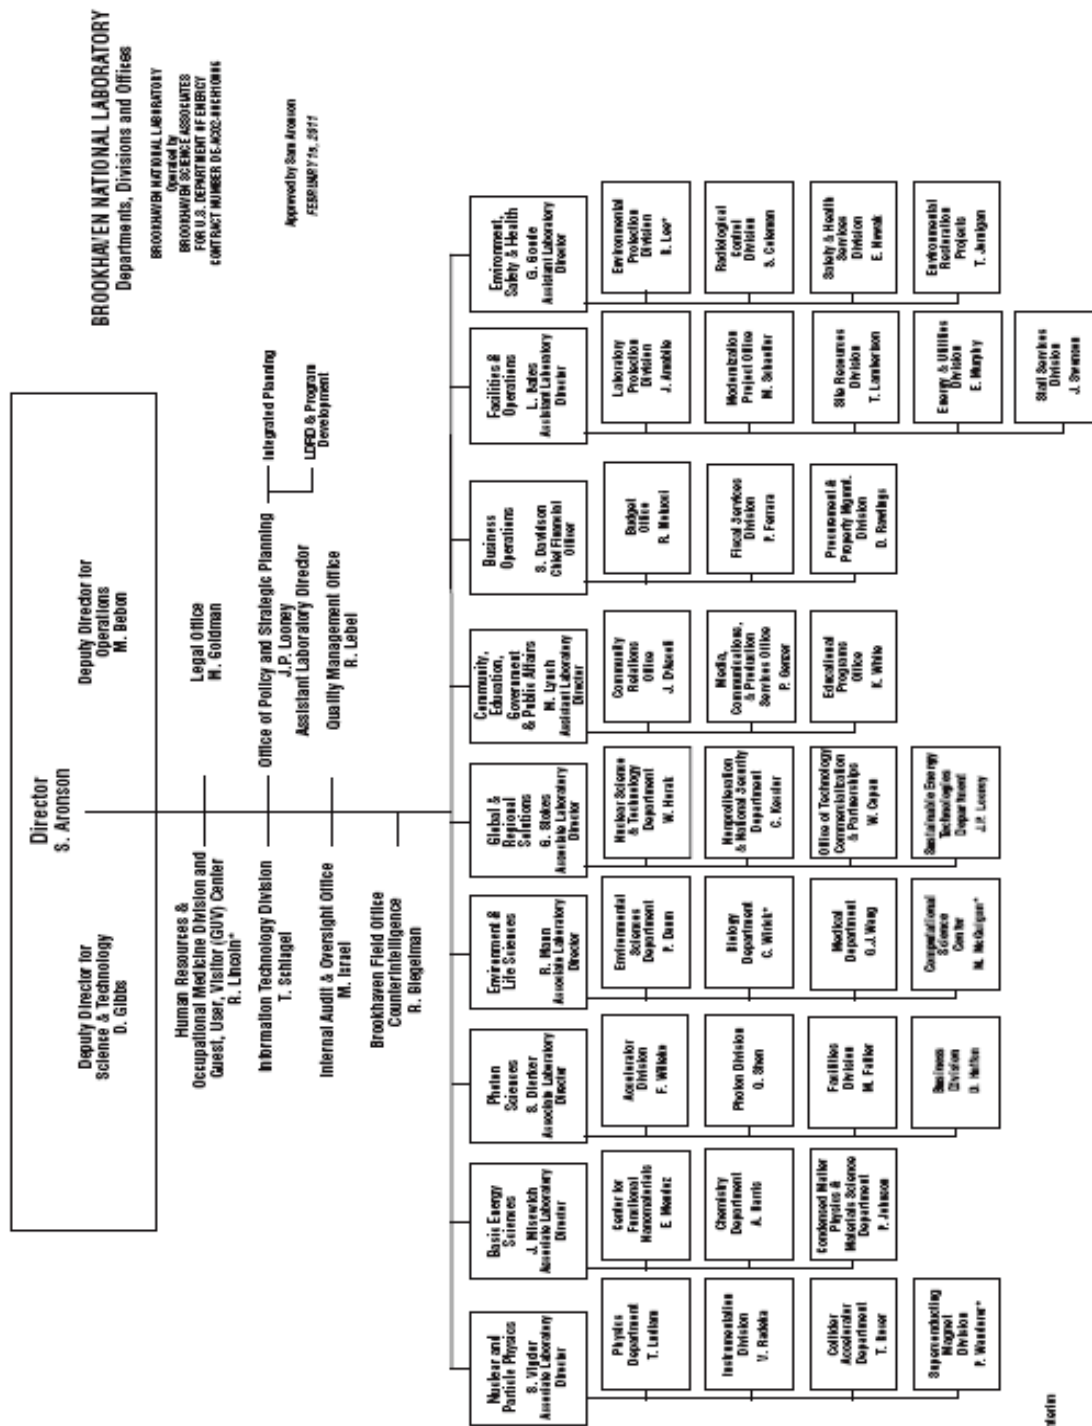 BROOKHAVEN NATIONAL LABORATORY
Departments, Divisions and Offices
BROOKHAVEN NATIONAL LABORATORY
Operated by
BROOKHAVEN SCIENCE ASSOCIATES
FOR U.S. DEPARTMENT OF ENERGY
CONTRACT NUMBER
Approved by Sam Aronson
Director
S. Aronson
Deputy Director for
Science & Technology
D. Gibbs
Deputy Director for
Operations
M. Bebon
Human Resources &
Occupational Medicine Division and
Guest, User, Visitor (GUV) Center
R. Lincoln*
Legal Office
M. Goldman
Information Technology Division
T. Schlagel
Office of Policy and Strategic Planning
J.P. Looney
Assistant Laboratory Director
Integrated Planning
LDRD & Program
Development
Internal Audit & Oversight Office
M. Israel
Quality Management Office
R. Lebel
Brookhaven Field Office
Counterintelligence
R. Biegelman
Nuclear and
Particle Physics
S. Vigdor
Associate Laboratory
Director
Physics
Department
T. Ludlam
Instrumentation
Division
V. Radeka
Collider
Accelerator
Department
T. Roser
Superconducting
Magnet
Division
P. Wanderer*
Basic Energy
Sciences
J. Misewich
Associate Laboratory
Director
Center for
Functional
Nanomaterials
E. Mendez
Chemistry
Department
A. Harris
Condensed Matter
Physics &
Materials Science
Department
P. Johnson
Photon
Sciences
S. Dierker
Associate Laboratory
Director
Accelerator
Division
F. Willeke
Photon Division
Q. Shen
Facilities
Division
M. Fallier
Business
Division
D. Hatton
Environment &
Life Sciences
R. Mann
Associate Laboratory
Director
Environmental
Sciences
Department
P. Daum
Biology
Department
C. Wirick*
Medical
Department
G.J. Wang
Computational
Science
Center
M. McGuigan*
Global &
Regional
Solutions
G. Stokes
Associate Laboratory
Director
Nuclear Science
& Technology
Department
W. Horak
Nonproliferation
& National Security
Department
C. Kessler
Office of Technology
Commercialization
& Partnerships
W. Copan
Sustainable Energy
Technologies
Department
J.P. Looney
Community,
Education,
Government
& Public Affairs
M. Lynch
Assistant Laboratory
Director
Community
Relations
Office
J. D'Ascoli
Media,
Communications,
& Production
Services Office
P. Genzer
Educational
Programs
Office
K. White
Business
Operations
S. Davidson
Chief Financial
Officer
Budget
Office
R. Melucci
Fiscal Services
Division
P. Ferrara
Procurement &
Property Mgmt.
Division
D. Rawlings
Facilities &
Operations
L. Bates
Assistant Laboratory
Director
Laboratory
Protection
Division
J. Amabile
Modernization
Project Office
M. Schaeffer
Site Resources
Division
T. Lambertson
Energy & Utilities
Division
E. Murphy
Staff Services
Division
J. Swenson
Environment,
Safety & Health
G. Goode
Assistant Laboratory
Director
Environmental
Protection
Division
R. Lee*
Radiological
Control
Division
S. Coleman
Safety & Health
Services
Division
E. Nowak
Environmental
Restoration
Projects
T. Jernigan